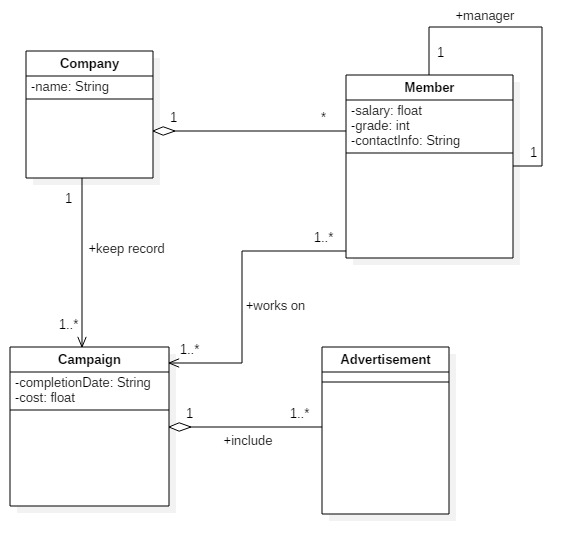 +manager
1
1
Company
-name: String
Member
-salary: float
-grade: int
-contactInfo: String
1
*
1
+keep record
1..*
1..*
+works on
1..*
Campaign
-completionDate: String
-cost: float
Advertisement
1
1..*
+include